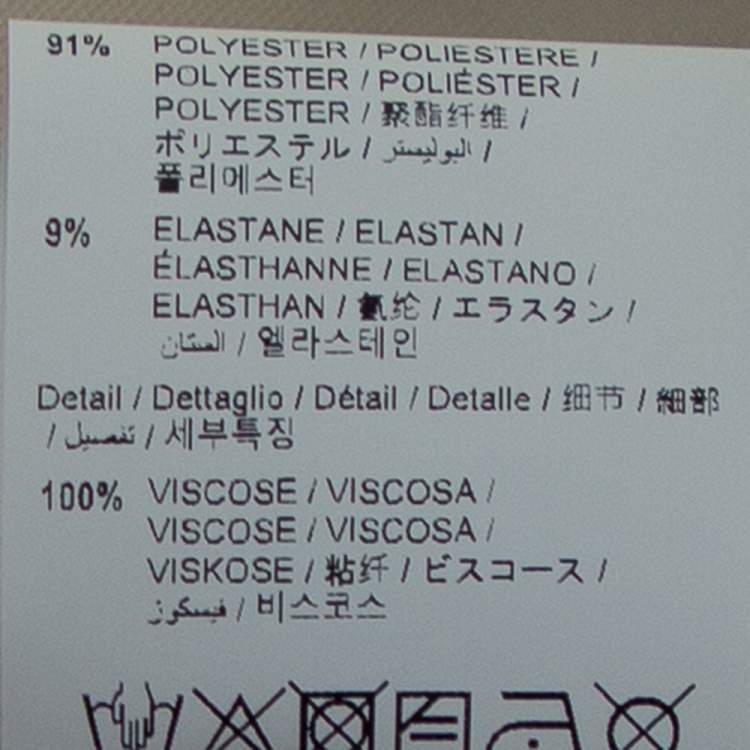 91% POLYESTER / POLIESTERE /
POLYESTER / POLIÉSTER /
POLYESTER / 聚酯纤维 /
ポリエステル / البوليستر /
폴리에스터
9% ELASTANE / ELASTAN /
ÉLASTHANNE / ELASTANO /
ELASTHAN / 氨纶 / エラスタン /
الستان / 엘라스테인
Detail / Dettaglio / Détail / Detalle / 细节 / 細部
/ تفصيل / 세부특징
100% VISCOSE / VISCOSA /
VISCOSE / VISCOSA /
VISKOSE / 粘纤 / ビスコース /
فيسكوز / 비스코스